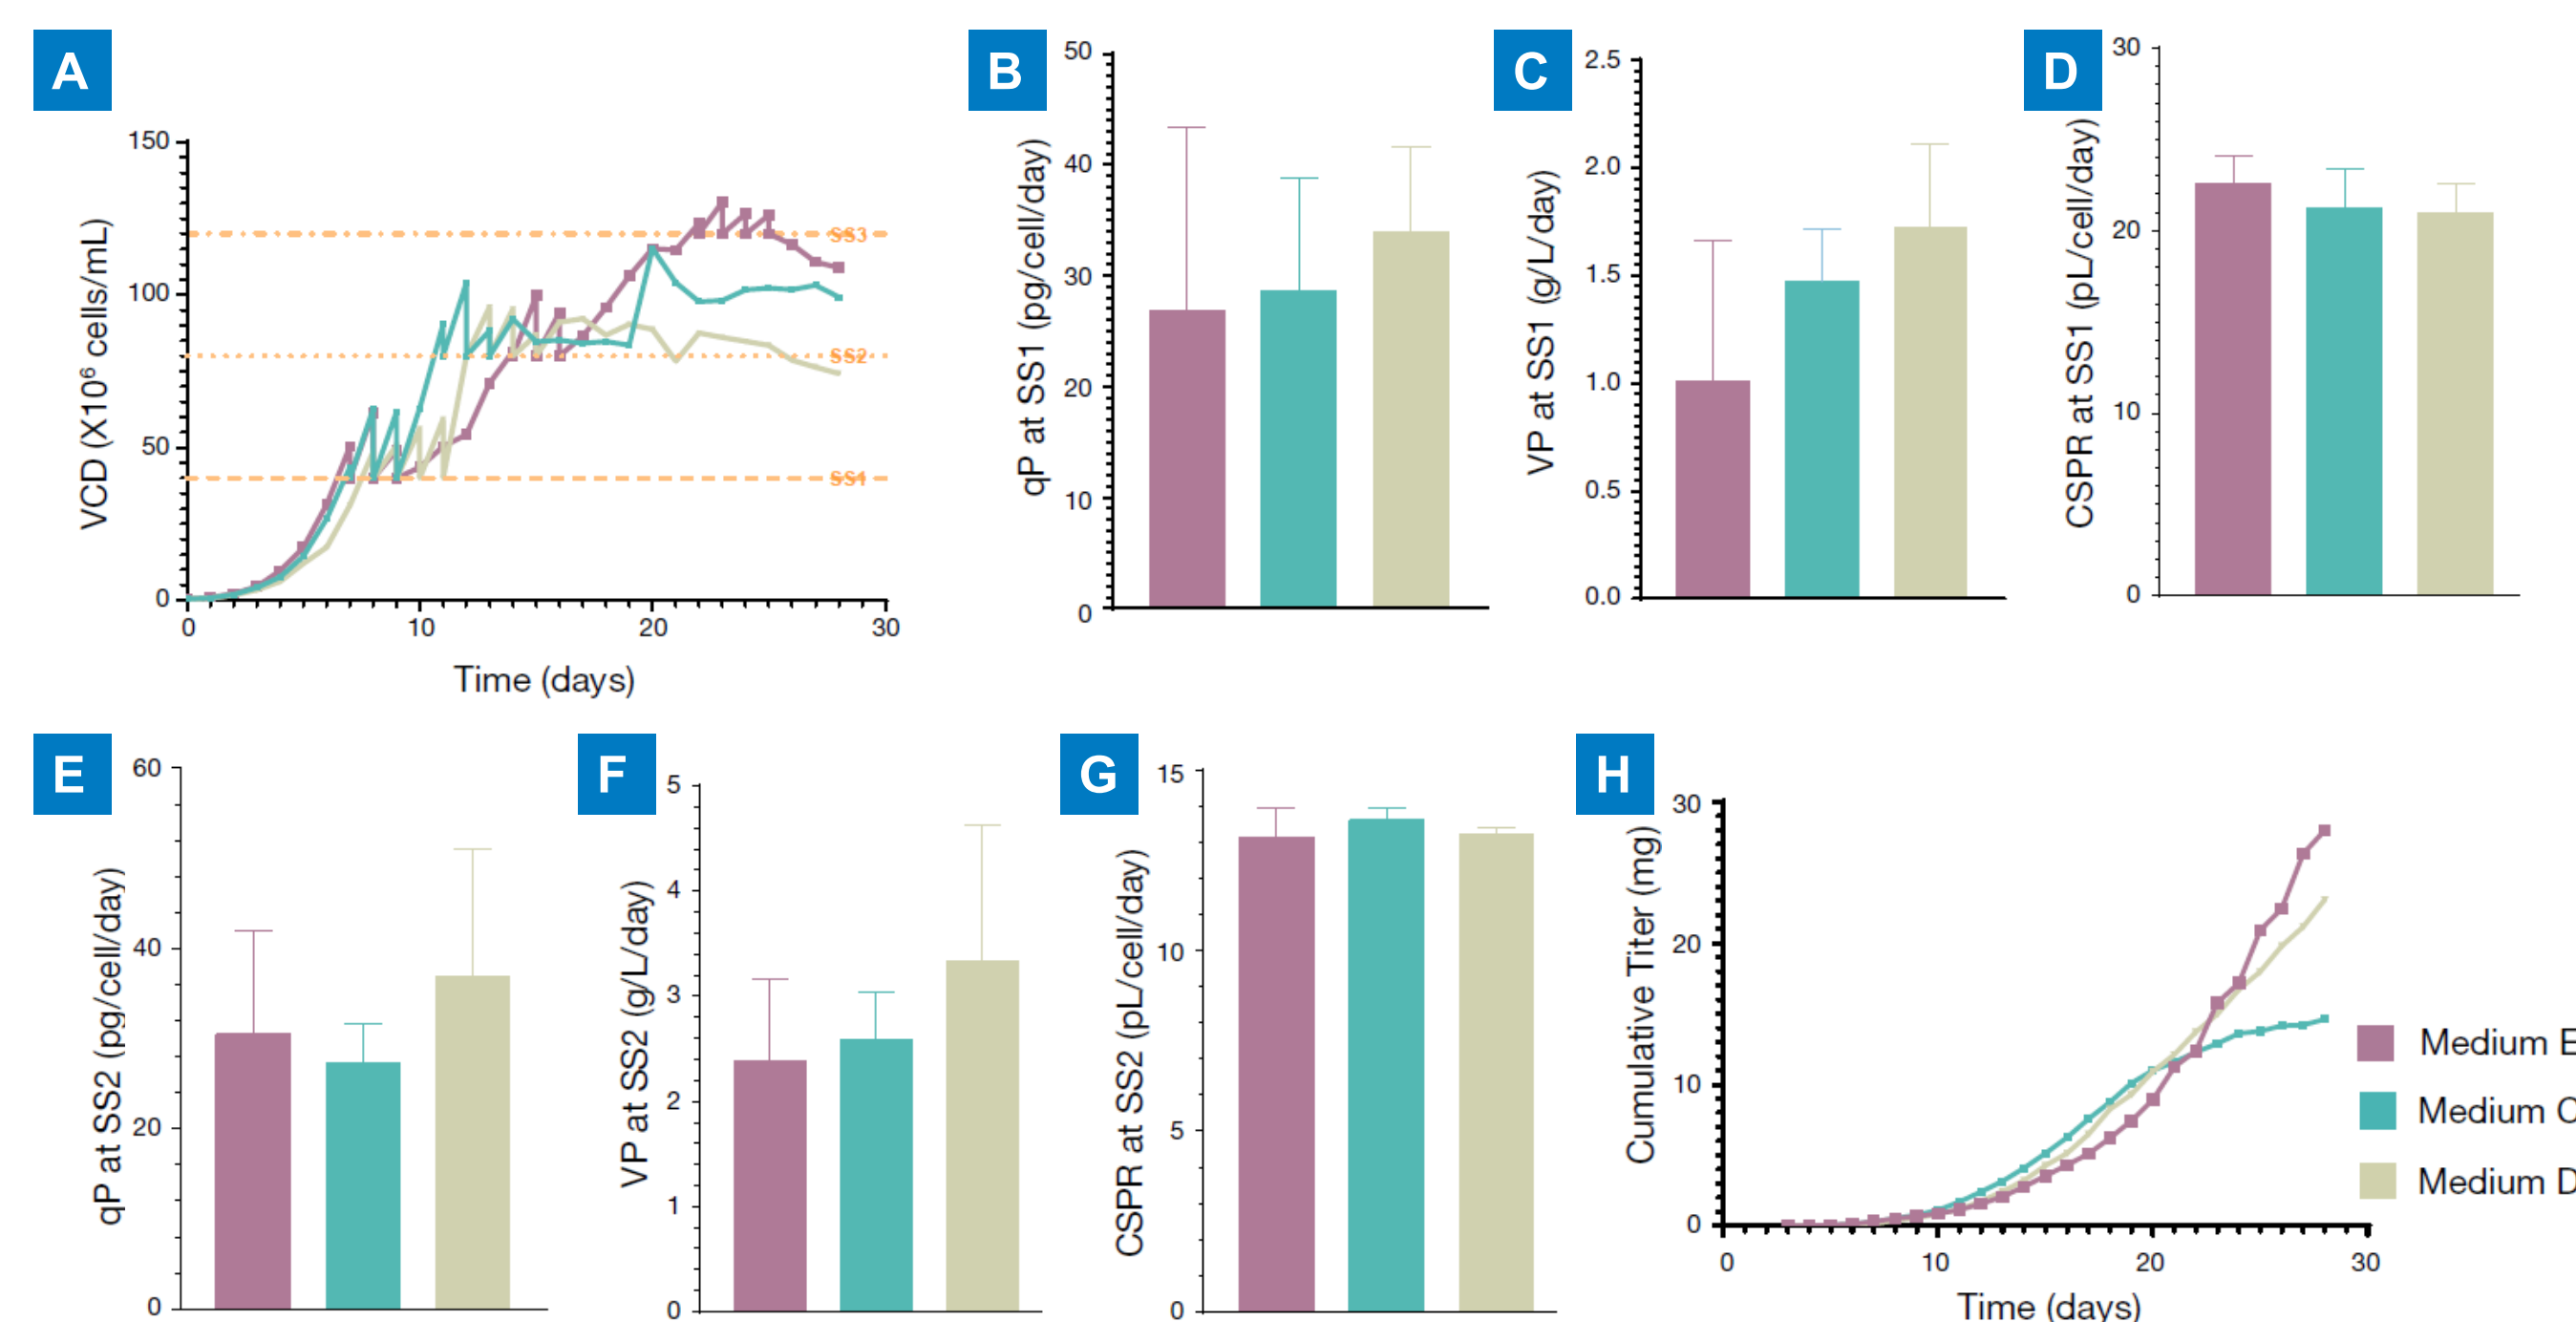 A
VCD (X10⁶ cells/mL)
150
100
50
0
SS3
SS2
SS1
0 10 20 30
Time (days)
B
qP at SS1 (pg/cell/day)
50
40
30
20
10
0
C
VP at SS1 (g/L/day)
2.5
2.0
1.5
1.0
0.5
0.0
D
CSPR at SS1 (pL/cell/day)
30
20
10
0
E
qP at SS2 (pg/cell/day)
60
40
20
0
F
VP at SS2 (g/L/day)
5
4
3
2
1
0
G
CSPR at SS2 (pL/cell/day)
15
10
5
0
H
Cumulative Titer (mg)
30
20
10
0
0 10 20 30
Time (days)
Medium E
Medium C
Medium D